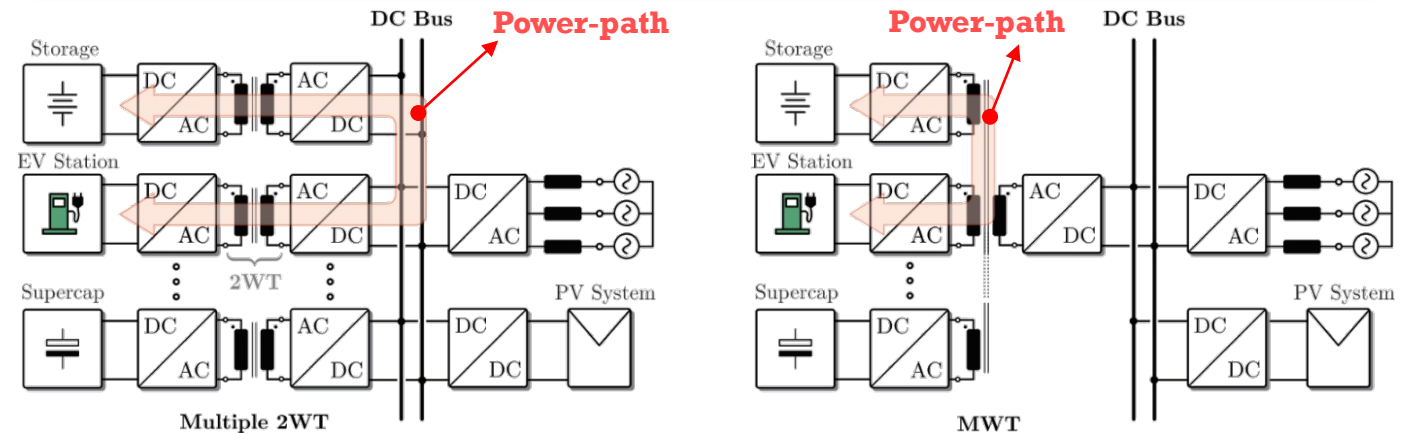 DC Bus
Power-path
Storage
DC
AC
AC
DC
EV Station
DC
AC
AC
DC
DC
AC
2WT
Supercap
DC
AC
AC
DC
DC
DC
PV System
Multiple 2WT
DC Bus
Power-path
Storage
DC
AC
EV Station
DC
AC
AC
DC
DC
AC
Supercap
DC
AC
DC
DC
PV System
MWT